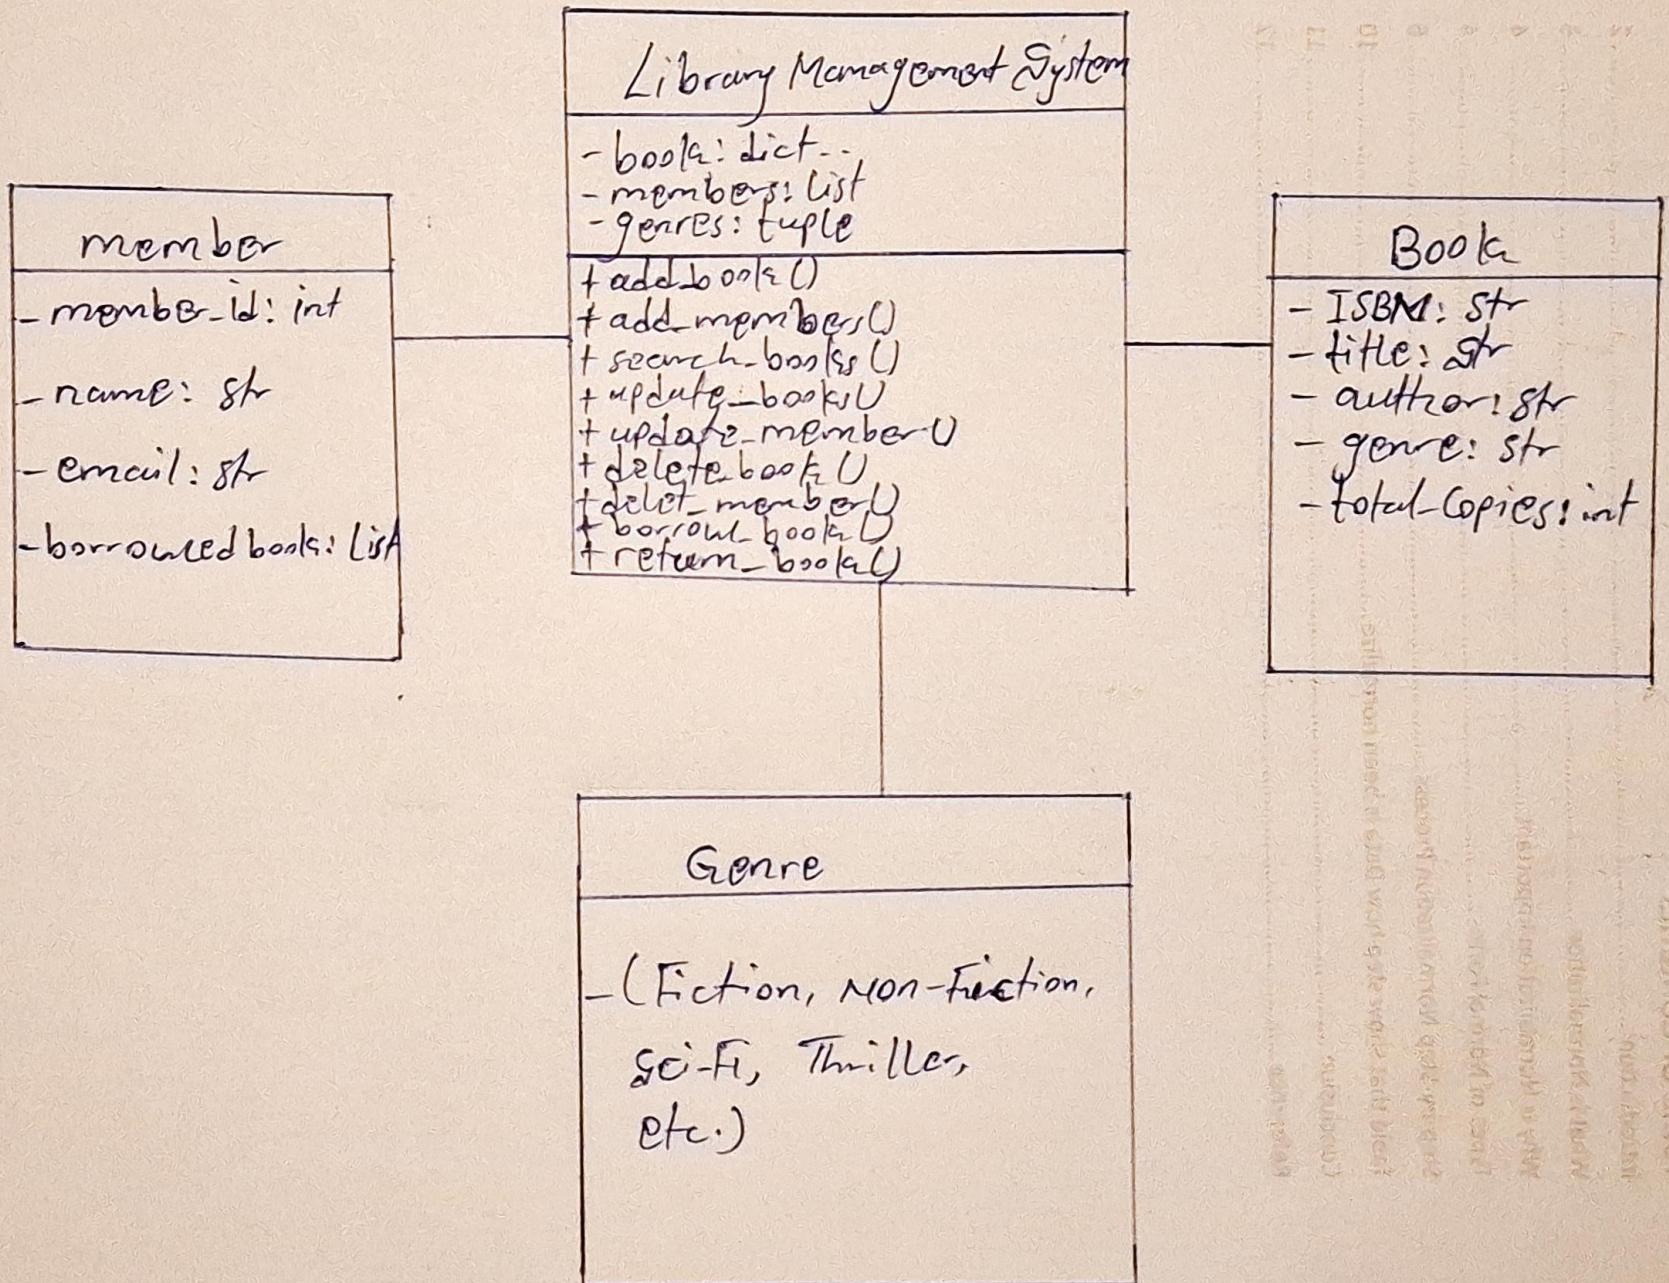 Library Management System
- book: dict..
- members: list
- genres: tuple
+ add_book()
+ add_members()
+ search_books()
+ update_books()
+ update_member()
+ delete_book()
+ delet_member()
+ borrow_book()
+ return_book()
member
- member_id: int
- name: str
- email: str
- borrowed book: List
Book
- ISBN: str
- title: str
- author: str
- genre: str
- total_copies: int
Genre
- (Fiction, Non-Fiction,
Sci-Fi, Thriller,
etc.)